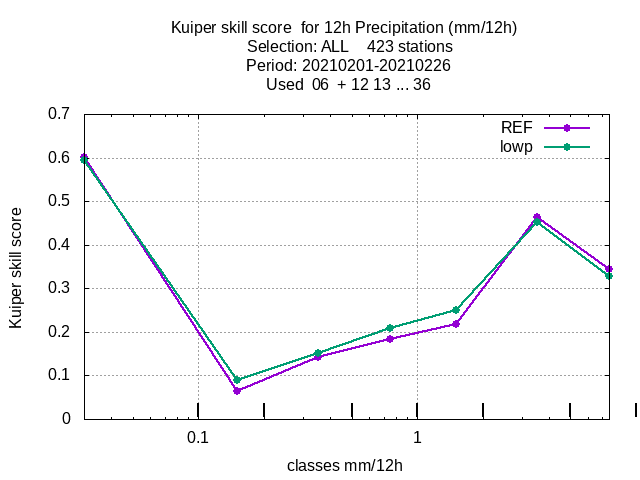 Kuiper skill score  for 12h Precipitation (mm/12h)
Selection: ALL    423 stations
Period: 20210201-20210226
Used  06  + 12 13 ... 36
REF
lowp
0.7
0.6
0.5
0.4
0.3
0.2
0.1
0
Kuiper skill score
0.1
1
classes mm/12h